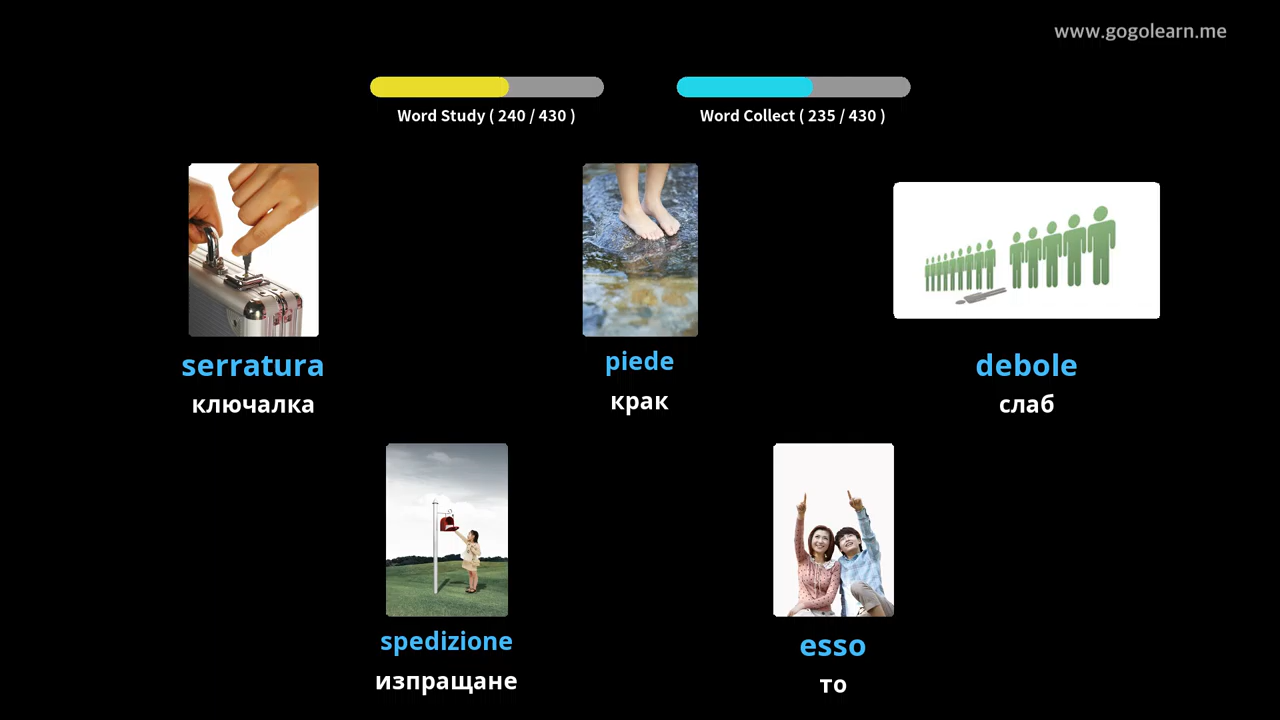 www.gogolearn.me
Word Study ( 240 / 430 )
Word Collect ( 235 / 430 )
serratura
ключалка
piede
крак
debole
слаб
spedizione
изпращане
esso
то